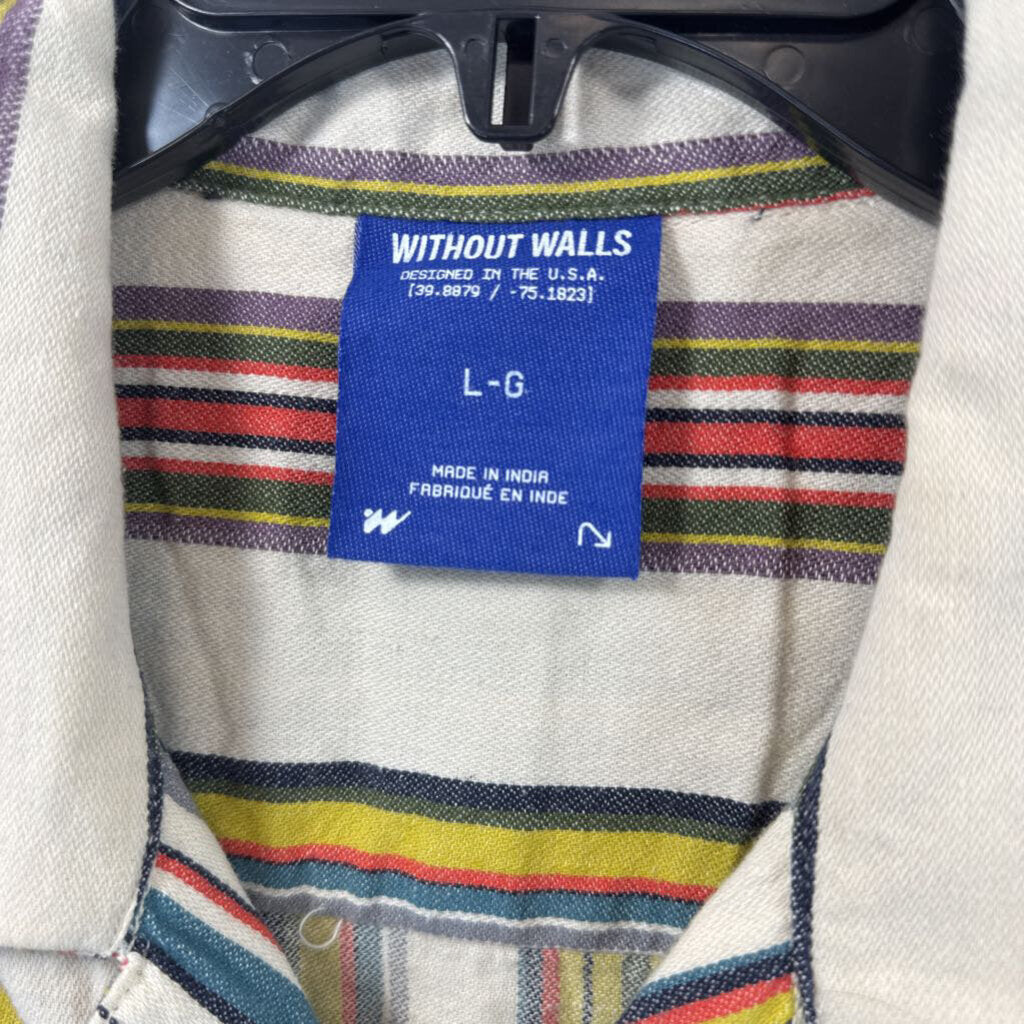 WITHOUT WALLS
DESIGNED IN THE U.S.A.
[39.8879 / -75.1823]
L-G
MADE IN INDIA
FABRIQUÉ EN INDE